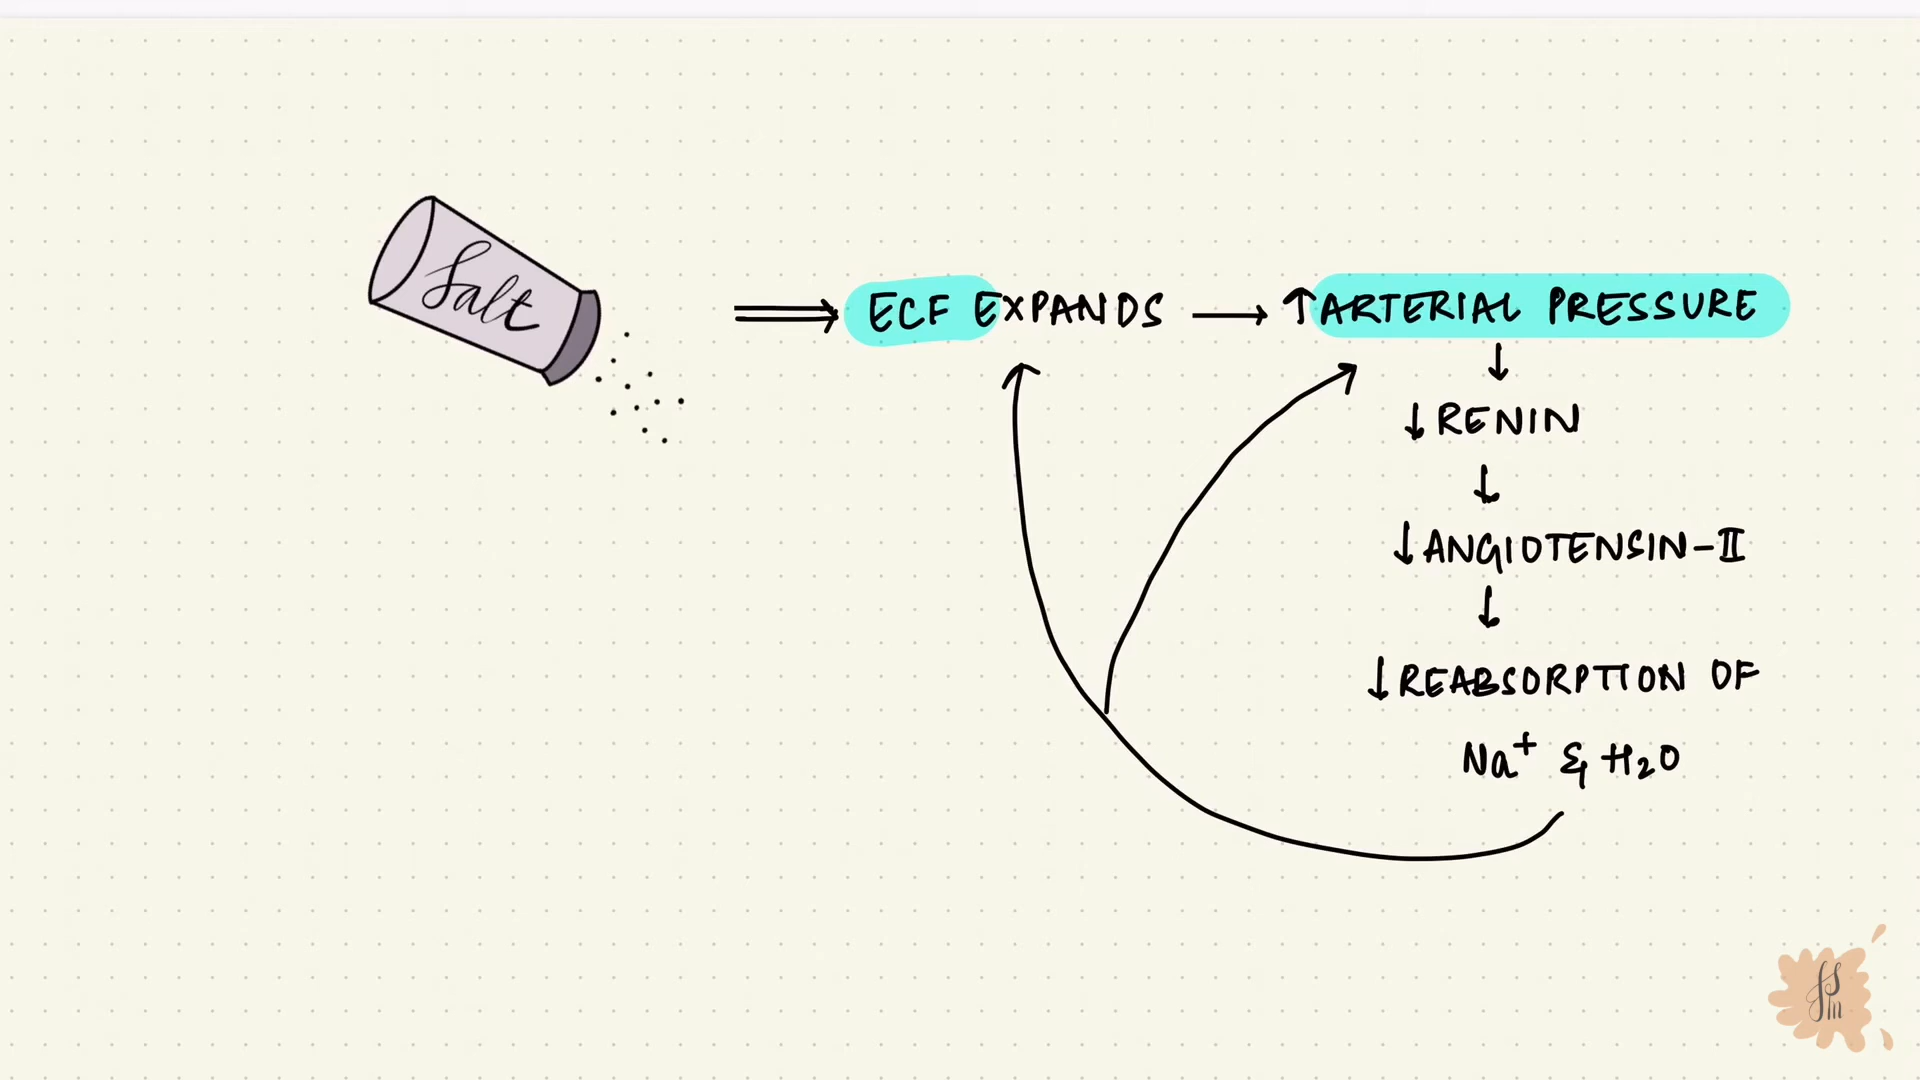 Salt
ECF EXPANDS → ↑ARTERIAL PRESSURE
↓
↓RENIN
↓
↓ANGIOTENSIN-II
↓
↓REABSORPTION OF
Na⁺ & H₂O